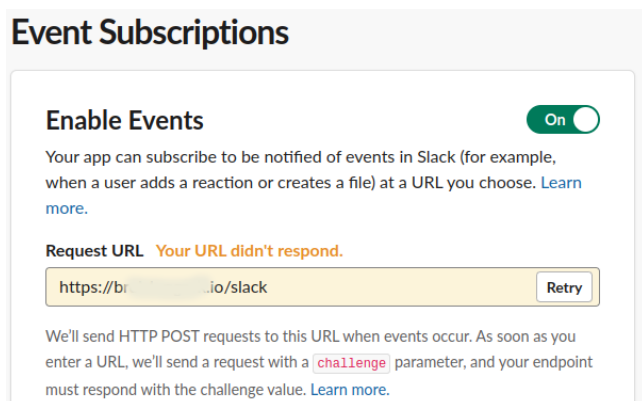 Event Subscriptions
Enable Events
On
Your app can subscribe to be notified of events in Slack (for example,
when a user adds a reaction or creates a file) at a URL you choose. Learn
more.
Request URL Your URL didn't respond.
https://br .io/slack
Retry
We'll send HTTP POST requests to this URL when events occur. As soon as you
enter a URL, we'll send a request with a challenge parameter, and your endpoint
must respond with the challenge value. Learn more.